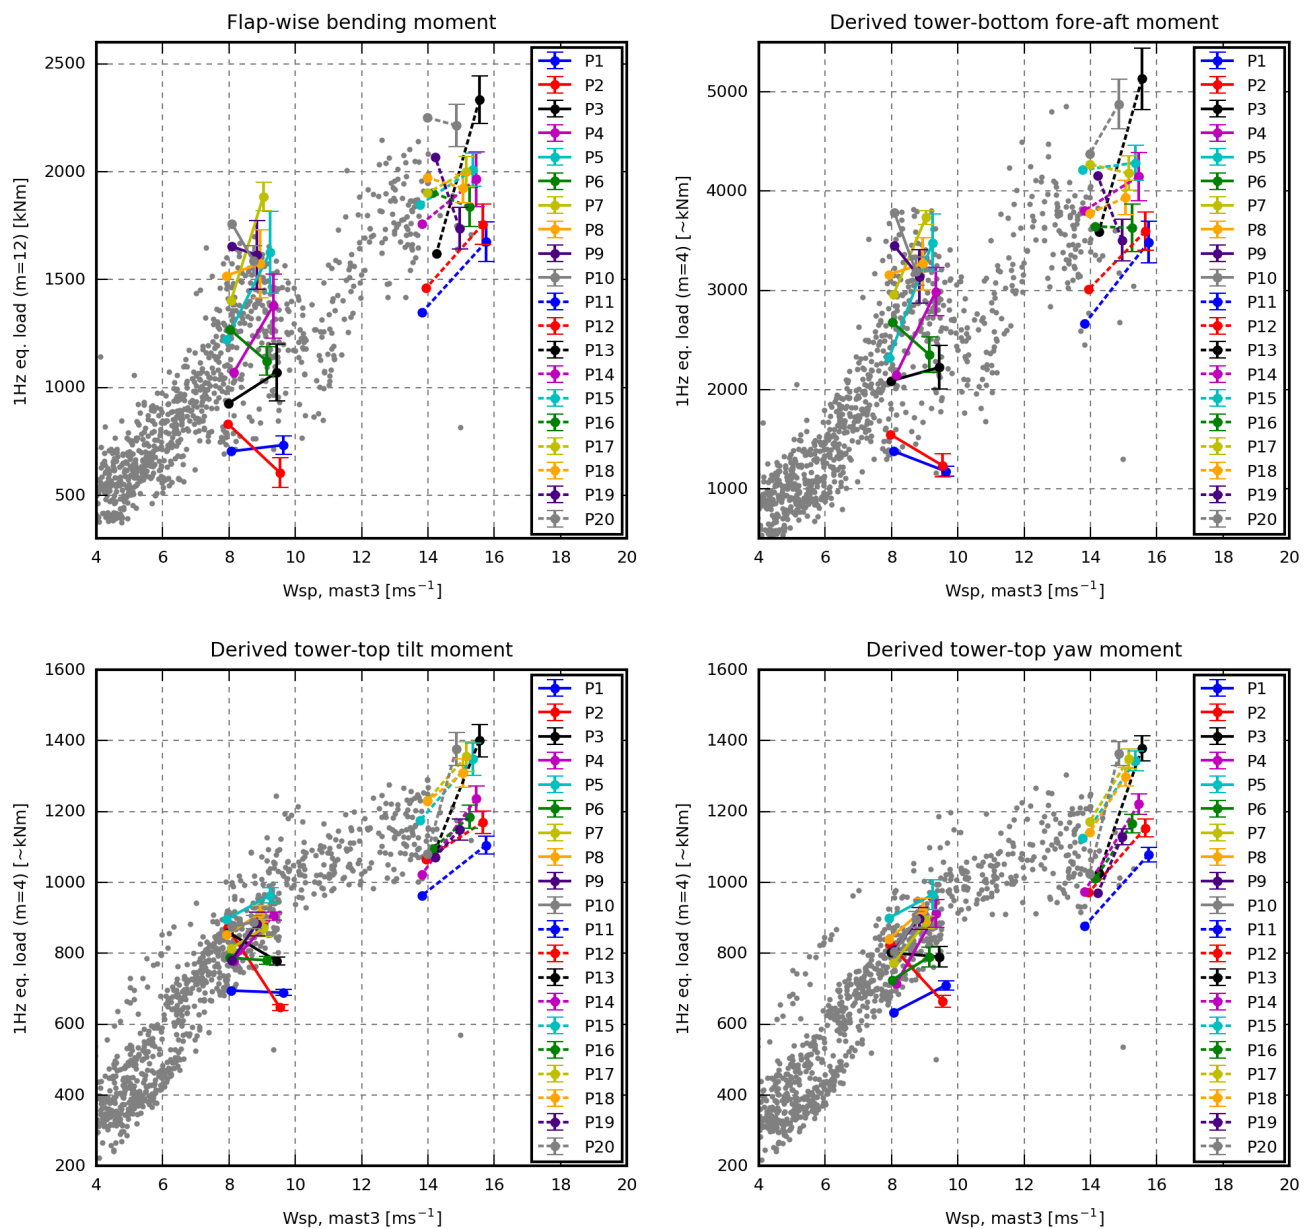 Flap-wise bending moment
1Hz eq. load (m=12) [kNm]
2500
2000
1500
1000
500
4 6 8 10 12 14 16 18 20
Wsp, mast3 [ms⁻¹]
P1
P2
P3
P4
P5
P6
P7
P8
P9
P10
P11
P12
P13
P14
P15
P16
P17
P18
P19
P20
Derived tower-bottom fore-aft moment
1Hz eq. load (m=4) [~kNm]
5000
4000
3000
2000
1000
4 6 8 10 12 14 16 18 20
Wsp, mast3 [ms⁻¹]
P1
P2
P3
P4
P5
P6
P7
P8
P9
P10
P11
P12
P13
P14
P15
P16
P17
P18
P19
P20
Derived tower-top tilt moment
1Hz eq. load (m=4) [~kNm]
1600
1400
1200
1000
800
600
400
200
4 6 8 10 12 14 16 18 20
Wsp, mast3 [ms⁻¹]
P1
P2
P3
P4
P5
P6
P7
P8
P9
P10
P11
P12
P13
P14
P15
P16
P17
P18
P19
P20
Derived tower-top yaw moment
1Hz eq. load (m=4) [~kNm]
1600
1400
1200
1000
800
600
400
200
4 6 8 10 12 14 16 18 20
Wsp, mast3 [ms⁻¹]
P1
P2
P3
P4
P5
P6
P7
P8
P9
P10
P11
P12
P13
P14
P15
P16
P17
P18
P19
P20